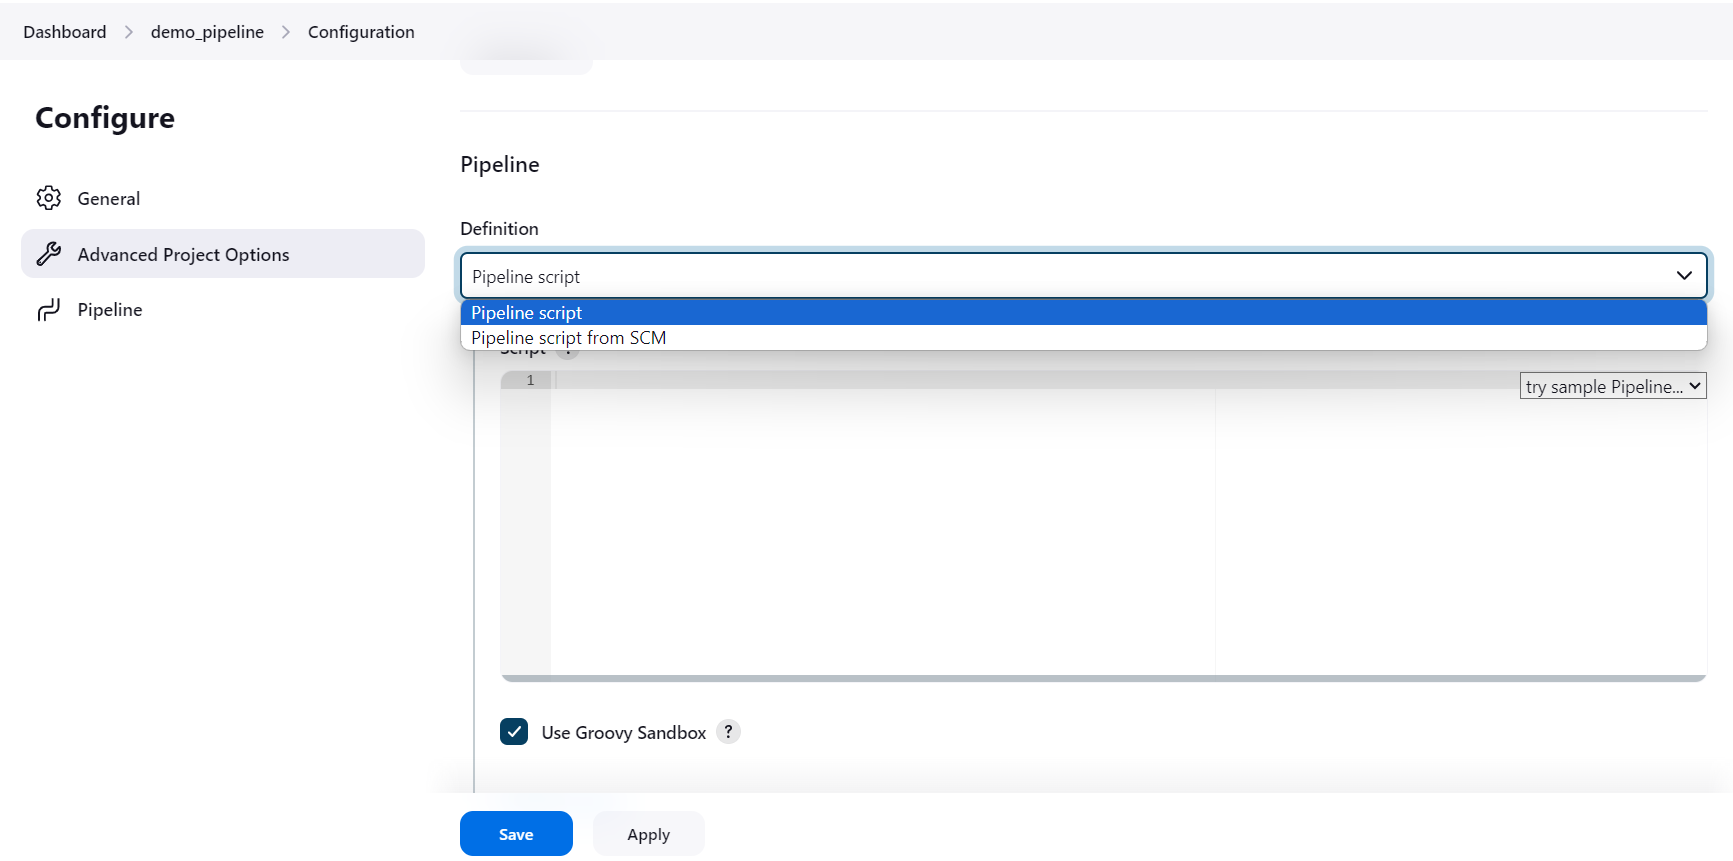 Dashboard > demo_pipeline > Configuration
Configure
General
Advanced Project Options
Pipeline
Pipeline
Definition
Pipeline script
Pipeline script
Pipeline script from SCM
Script ?
1
try sample Pipeline...
Use Groovy Sandbox ?
Save Apply